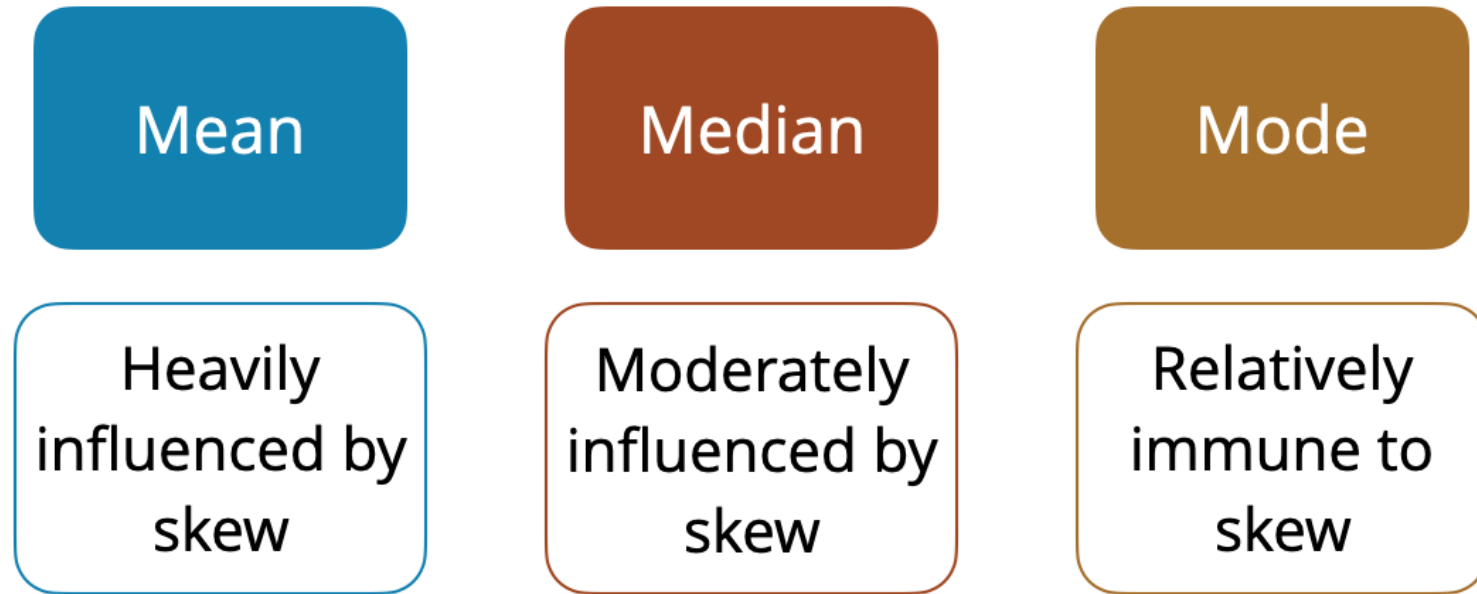 Mean
Median
Mode
Heavily
influenced by
skew
Moderately
influenced by
skew
Relatively
immune to
skew